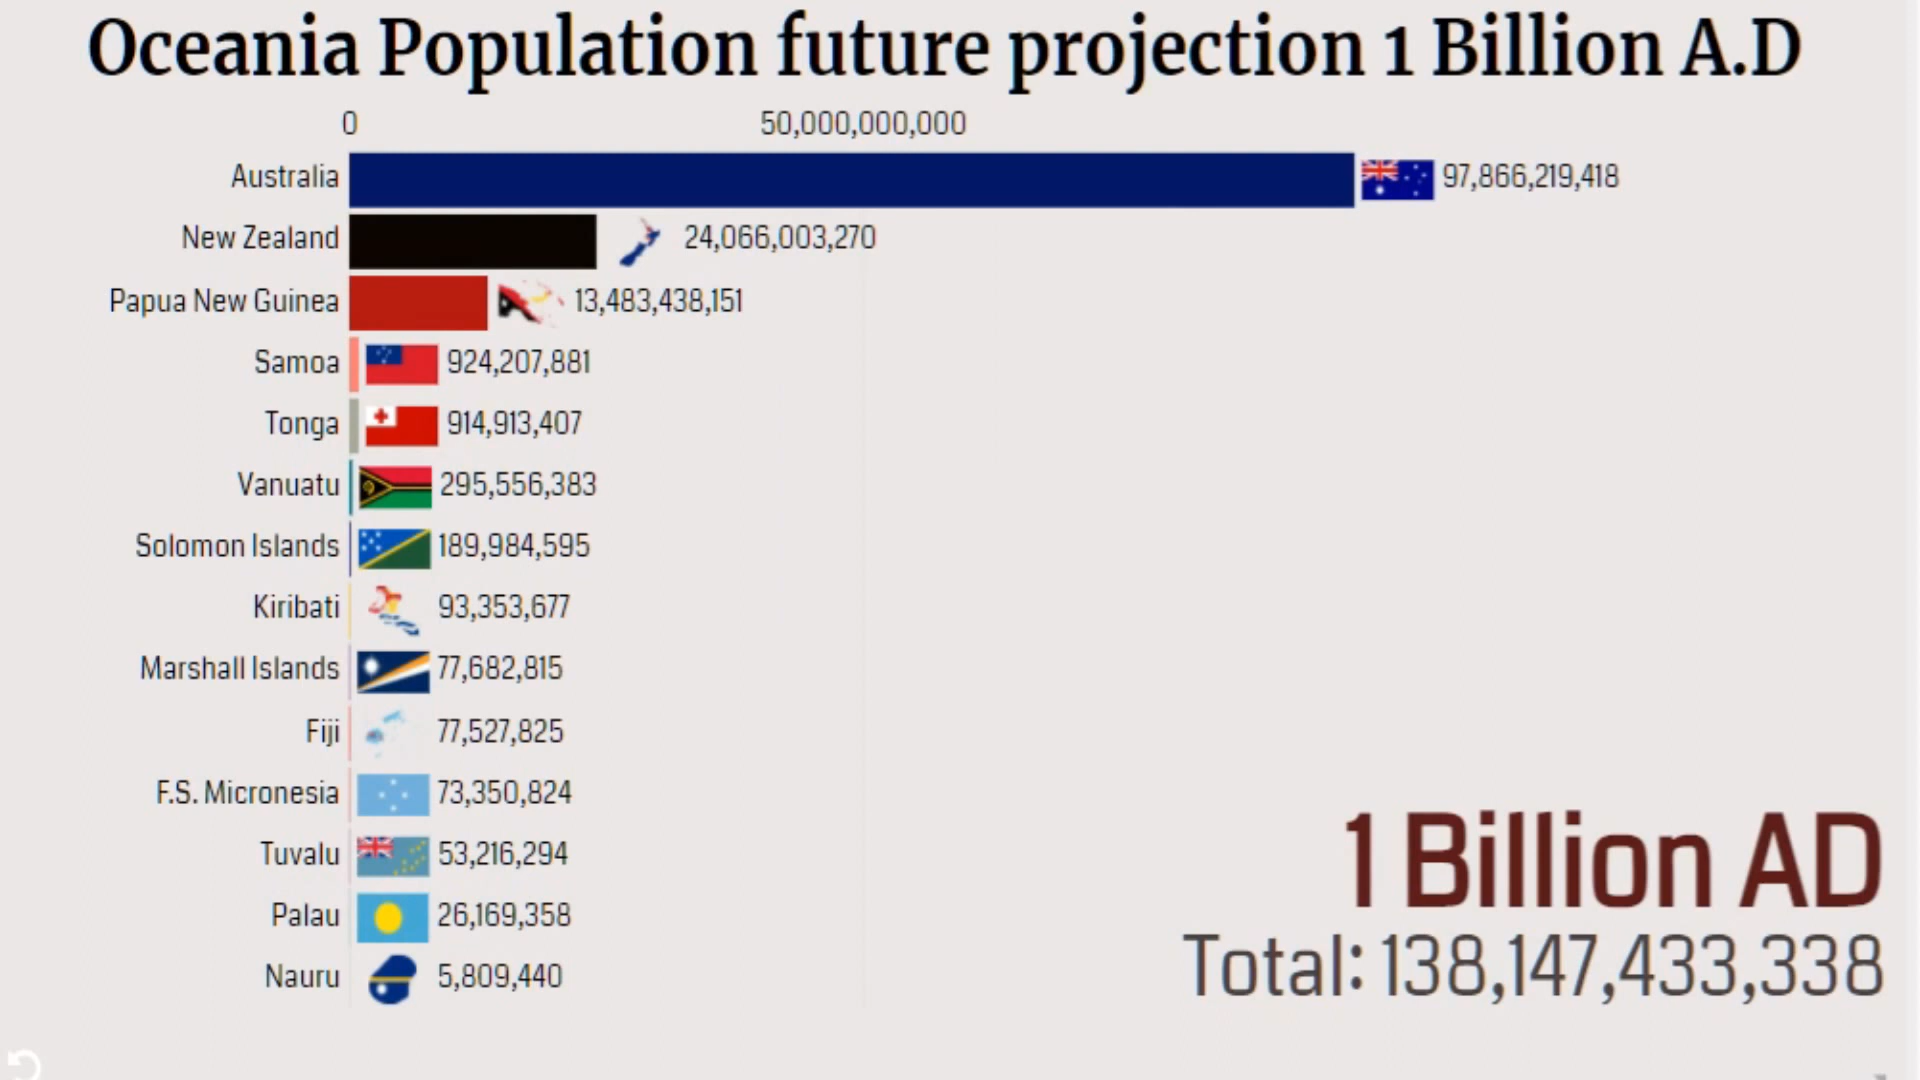 Oceania Population future projection 1 Billion A.D
0 50,000,000,000
Australia 97,866,219,418
New Zealand 24,066,003,270
Papua New Guinea 13,483,438,151
Samoa 924,207,881
Tonga 914,913,407
Vanuatu 295,556,383
Solomon Islands 189,984,595
Kiribati 93,353,677
Marshall Islands 77,682,815
Fiji 77,527,825
F.S. Micronesia 73,350,824
Tuvalu 53,216,294
Palau 26,169,358
Nauru 5,809,440
1 Billion AD
Total: 138,147,433,338